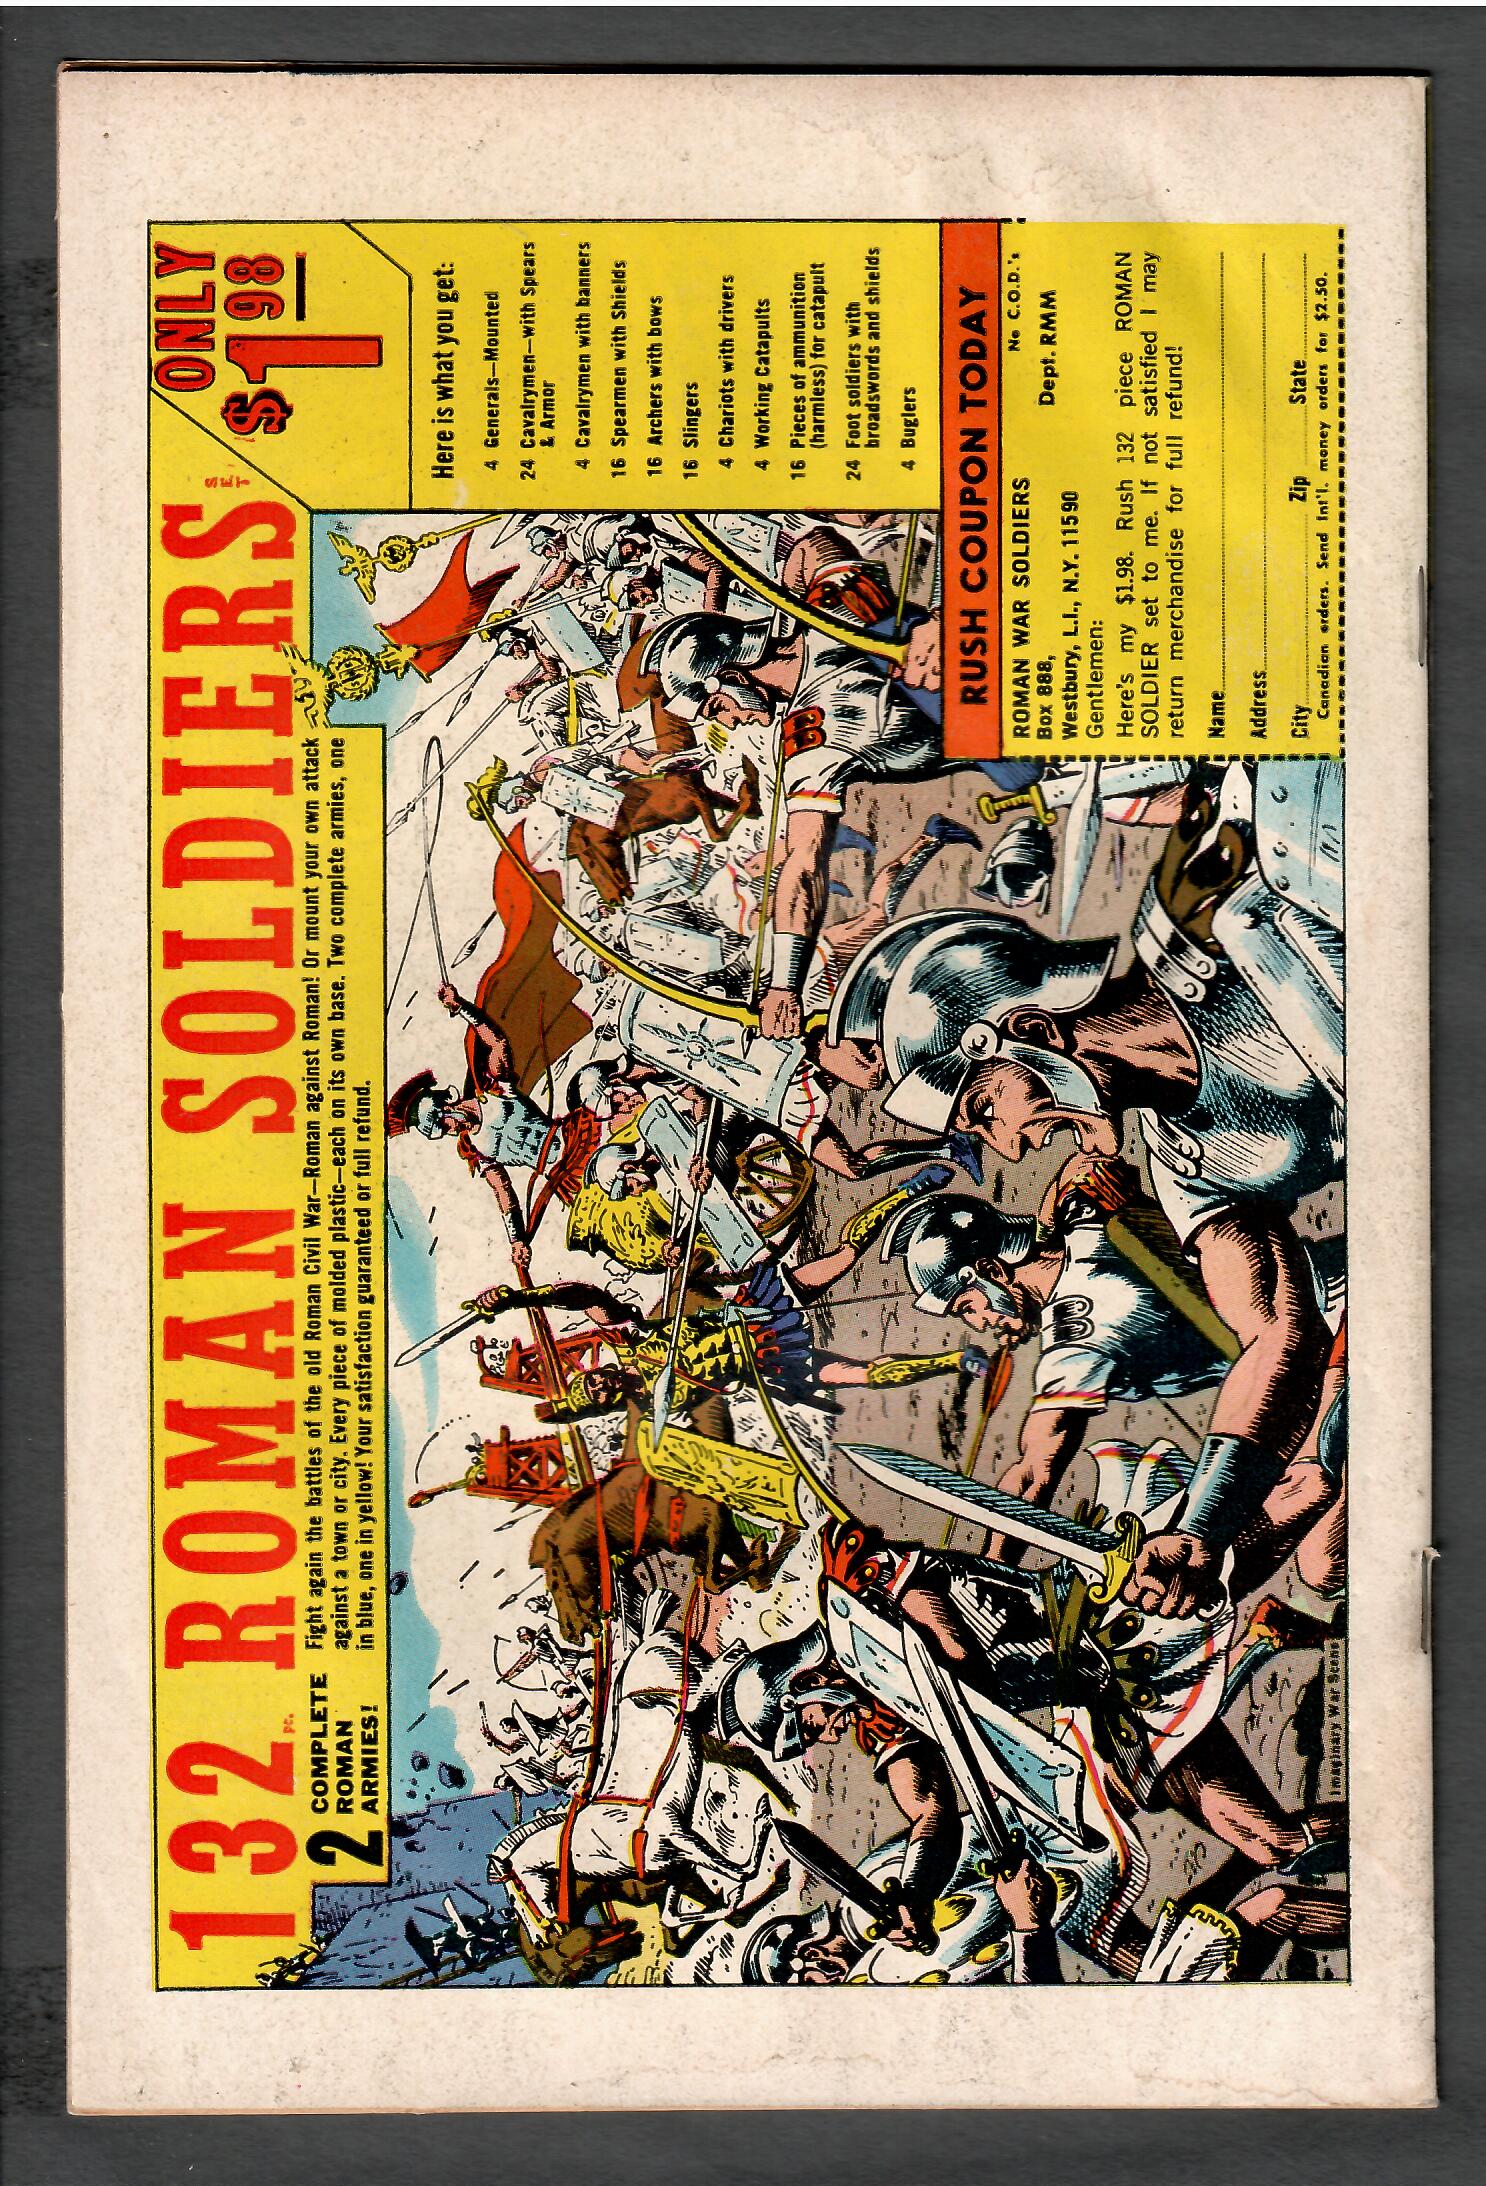 132 PC. ROMAN SOLDIERS SET
ONLY
$1.98
2 COMPLETE
ROMAN
ARMIES!
Fight again the battles of the old Roman Civil War—Roman against Roman! Or mount your own attack
against a town or city. Every piece of molded plastic—each on its own base. Two complete armies, one
in blue, one in yellow! Your satisfaction guaranteed or full refund.
Here is what you get:
4 Generals—Mounted
24 Cavalrymen—with Spears
& Armor
4 Cavalrymen with banners
16 Spearmen with Shields
16 Archers with bows
16 Slingers
4 Chariots with drivers
4 Working Catapults
16 Pieces of ammunition
(harmless) for catapult
24 Foot soldiers with
broadswords and shields
4 Buglers
RUSH COUPON TODAY
No C.O.D.'s
ROMAN WAR SOLDIERS
Box 888, Dept. RMM
Westbury, L.I., N.Y. 11590
Gentlemen:
Here's my $1.98. Rush 132 piece ROMAN
SOLDIER set to me. If not satisfied I may
return merchandise for full refund!
Name
Address
City Zip State
Canadian orders. Send Int'l. money orders for $2.50.
Imaginary War Scene